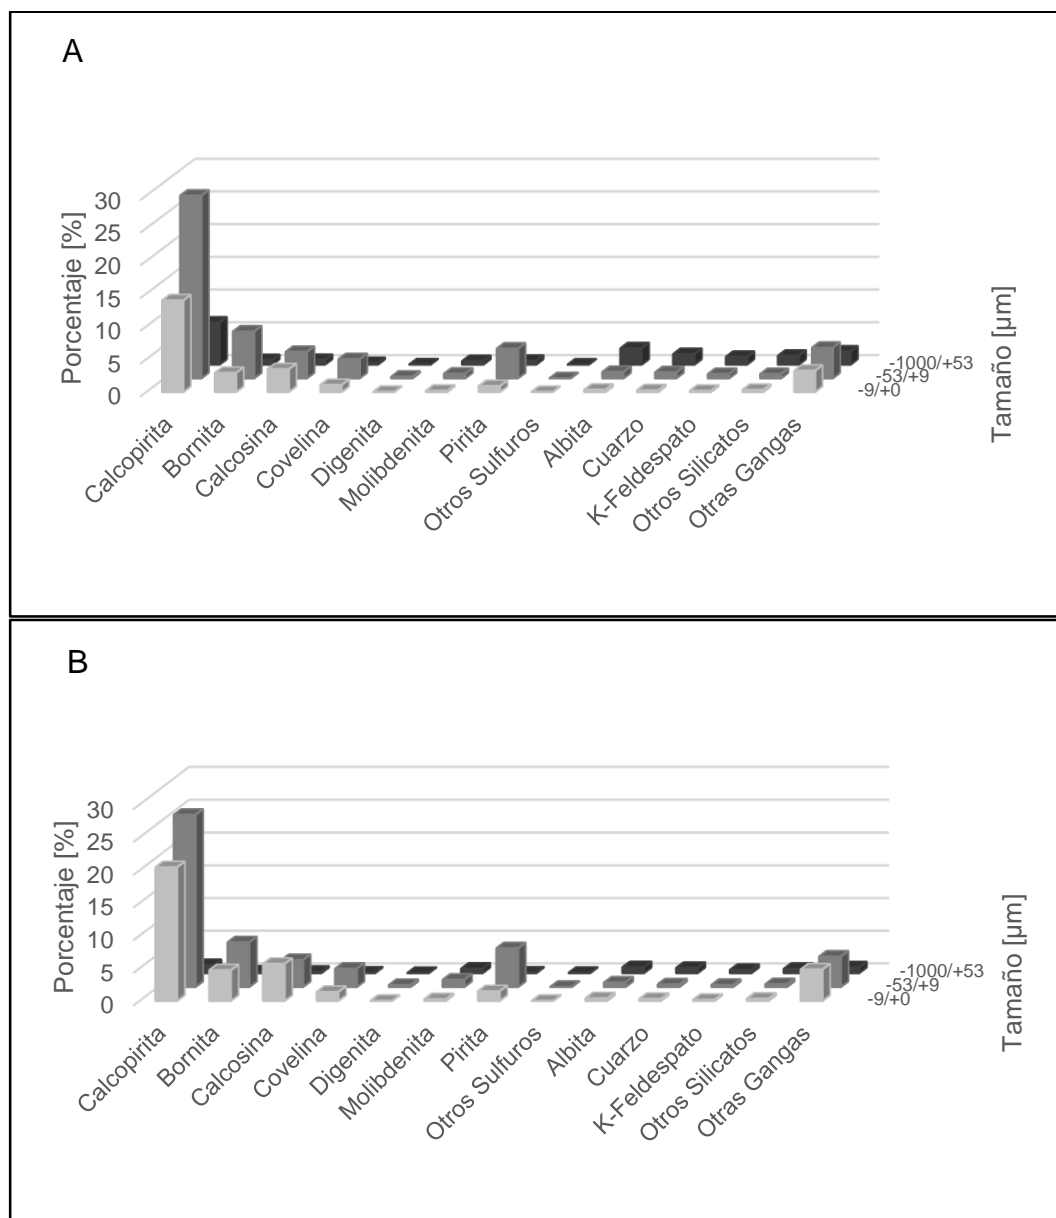 A
Porcentaje [%]
30
25
20
15
10
5
0
Calcopirita
Bornita
Calcosina
Covelina
Digenita
Molibdenita
Pirita
Otros Sulfuros
Albita
Cuarzo
K-Feldespato
Otros Silicatos
Otras Gangas
-1000/+53
-53/+9
-9/+0
Tamaño [µm]
B
Porcentaje [%]
30
25
20
15
10
5
0
Calcopirita
Bornita
Calcosina
Covelina
Digenita
Molibdenita
Pirita
Otros Sulfuros
Albita
Cuarzo
K-Feldespato
Otros Silicatos
Otras Gangas
-1000/+53
-53/+9
-9/+0
Tamaño [µm]